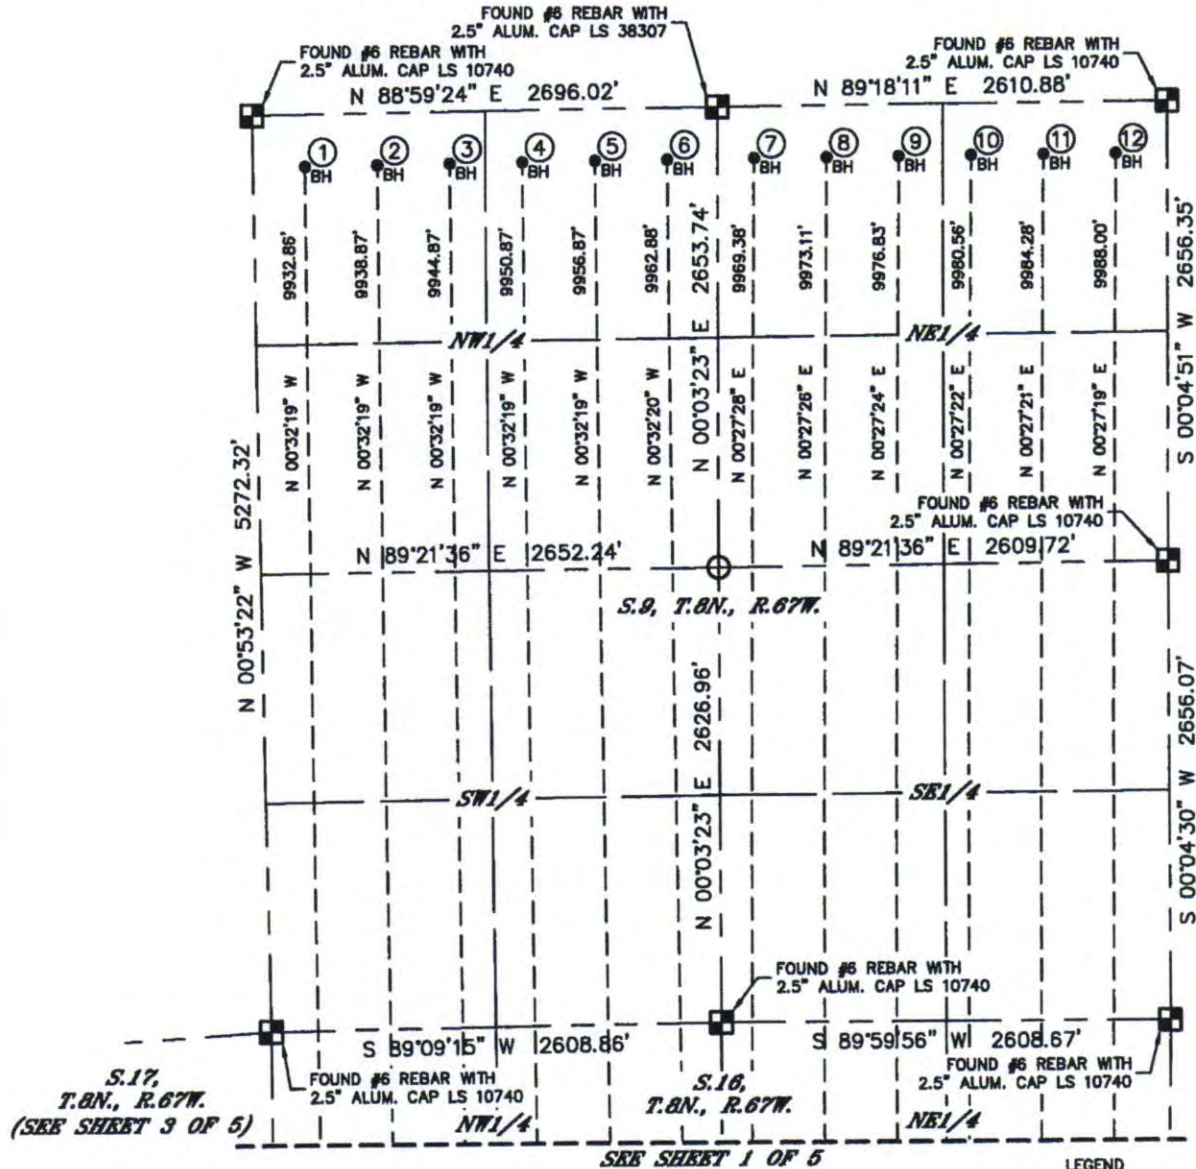 FOUND #6 REBAR WITH
2.5" ALUM. CAP LS 38307
FOUND #6 REBAR WITH
2.5" ALUM. CAP LS 10740
FOUND #6 REBAR WITH
2.5" ALUM. CAP LS 10740
N 88°59'24" E 2696.02'
N 89°18'11" E 2610.88'
1
BH
2
BH
3
BH
4
BH
5
BH
6
BH
7
BH
8
BH
9
BH
10
BH
11
BH
12
BH
9932.86'
9938.87'
9944.87'
9950.87'
9956.87'
9962.88'
N 00°03'23" E 2653.74'
9969.38'
9973.11'
9976.83'
9980.56'
9984.28'
9988.00'
S 00°04'51" W 2656.35'
NW1/4
NE1/4
N 00°32'19" W
N 00°32'19" W
N 00°32'19" W
N 00°32'19" W
N 00°32'19" W
N 00°32'20" W
N 00°27'28" E
N 00°27'26" E
N 00°27'24" E
N 00°27'22" E
N 00°27'21" E
N 00°27'19" E
N 00°53'22" W 5272.32'
FOUND #6 REBAR WITH
2.5" ALUM. CAP LS 10740
N 89°21'36" E 2652.24'
N 89°21'36" E 2609.72'
S.9, T.8N., R.67W.
N 00°03'23" E 2626.96'
S 00°04'30" W 2656.07'
SW1/4
SE1/4
FOUND #6 REBAR WITH
2.5" ALUM. CAP LS 10740
S 89°09'15" W 2608.86'
S 89°59'56" W 2608.67'
S.17,
T.8N., R.67W.
(SEE SHEET 3 OF 5)
FOUND #6 REBAR WITH
2.5" ALUM. CAP LS 10740
S.16,
T.8N., R.67W.
FOUND #6 REBAR WITH
2.5" ALUM. CAP LS 10740
NW1/4
NE1/4
SEE SHEET 1 OF 5
LEGEND